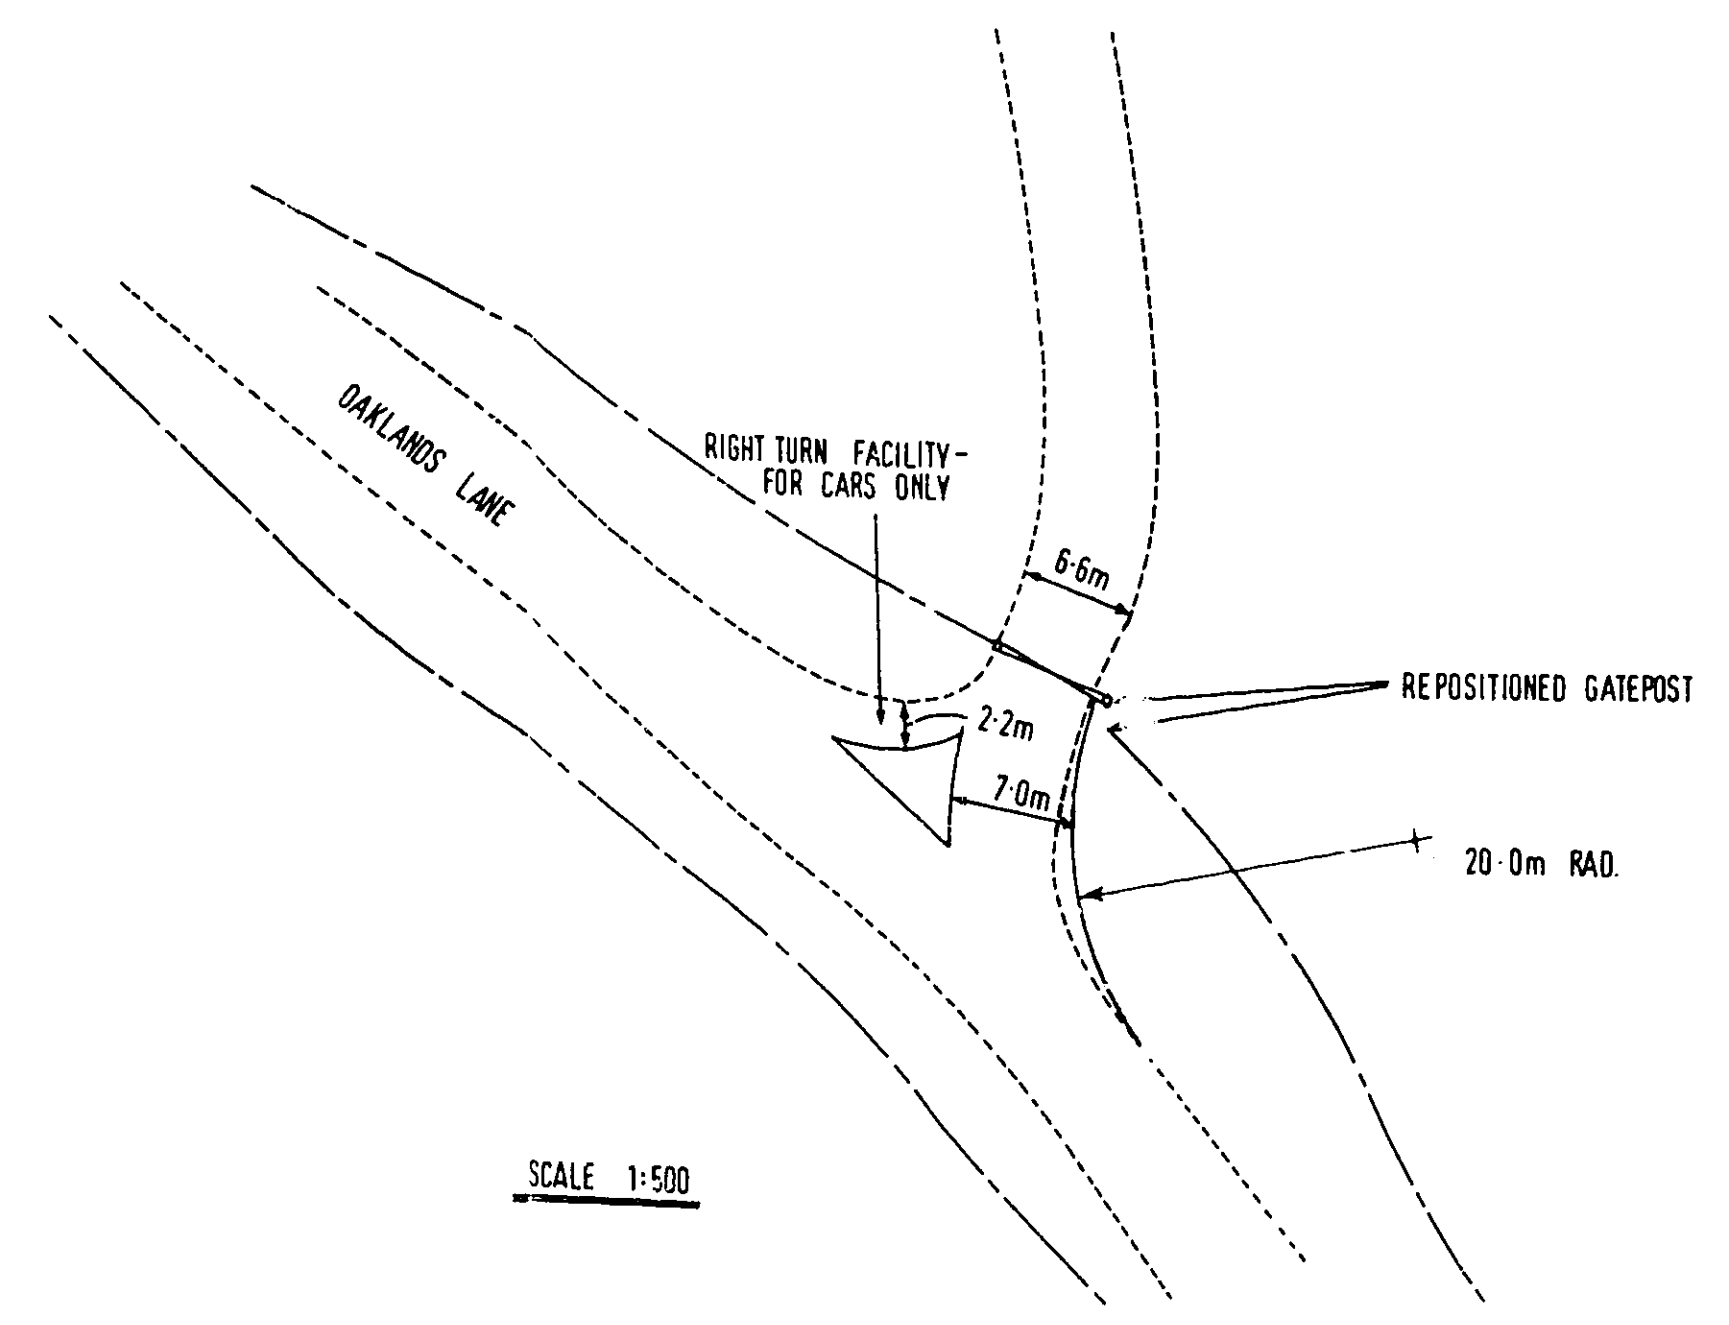 OAKLANDS LANE
RIGHT TURN FACILITY-
FOR CARS ONLY
6·6m
REPOSITIONED GATEPOST
2·2m
7·0m
20·0m RAD.
SCALE 1:500